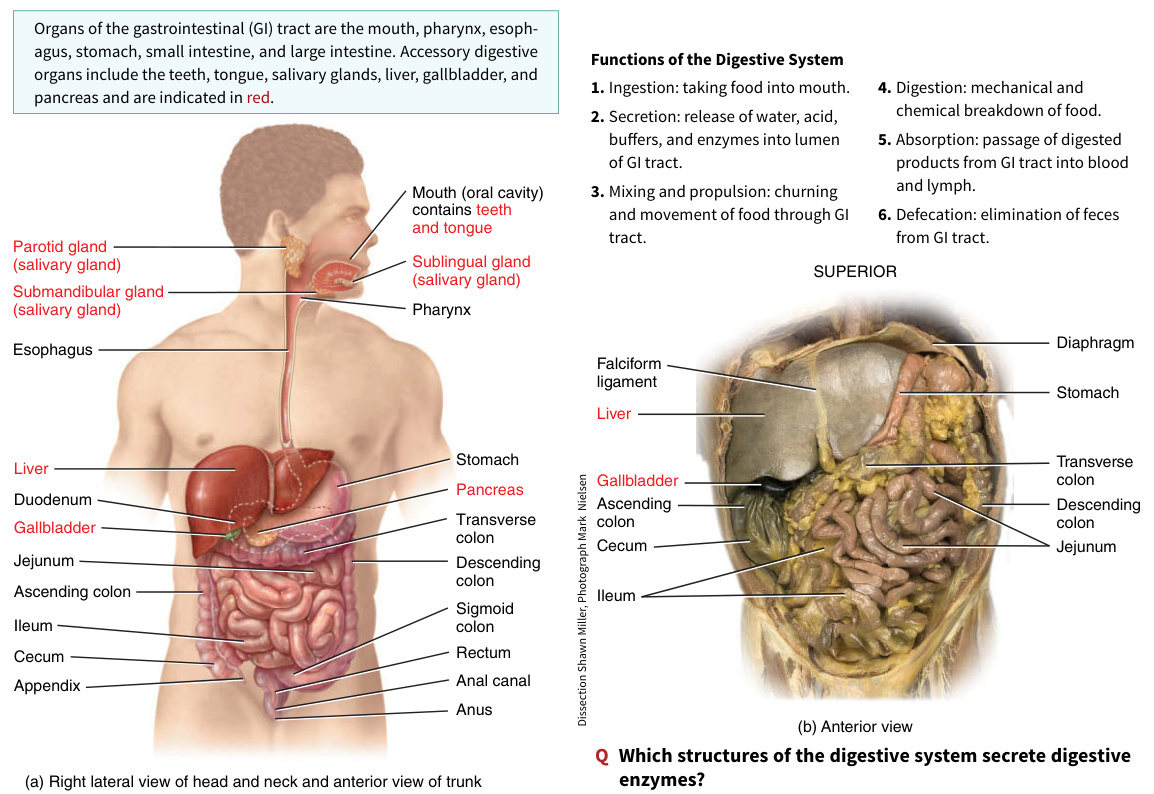 Organs of the gastrointestinal (GI) tract are the mouth, pharynx, esoph-
agus, stomach, small intestine, and large intestine. Accessory digestive
organs include the teeth, tongue, salivary glands, liver, gallbladder, and
pancreas and are indicated in red.
Mouth (oral cavity)
contains teeth
and tongue
Parotid gland
(salivary gland)
Sublingual gland
(salivary gland)
Submandibular gland
(salivary gland)
Pharynx
Esophagus
Liver
Duodenum
Gallbladder
Jejunum
Ascending colon
Ileum
Cecum
Appendix
Stomach
Pancreas
Transverse
colon
Descending
colon
Sigmoid
colon
Rectum
Anal canal
Anus
(a) Right lateral view of head and neck and anterior view of trunk
Functions of the Digestive System
1. Ingestion: taking food into mouth.
2. Secretion: release of water, acid,
buffers, and enzymes into lumen
of GI tract.
3. Mixing and propulsion: churning
and movement of food through GI
tract.
4. Digestion: mechanical and
chemical breakdown of food.
5. Absorption: passage of digested
products from GI tract into blood
and lymph.
6. Defecation: elimination of feces
from GI tract.
SUPERIOR
Falciform
ligament
Liver
Gallbladder
Ascending
colon
Cecum
Ileum
Diaphragm
Stomach
Transverse
colon
Descending
colon
Jejunum
Dissection Shawn Miller, Photograph Mark Nielsen
(b) Anterior view
Q Which structures of the digestive system secrete digestive
enzymes?